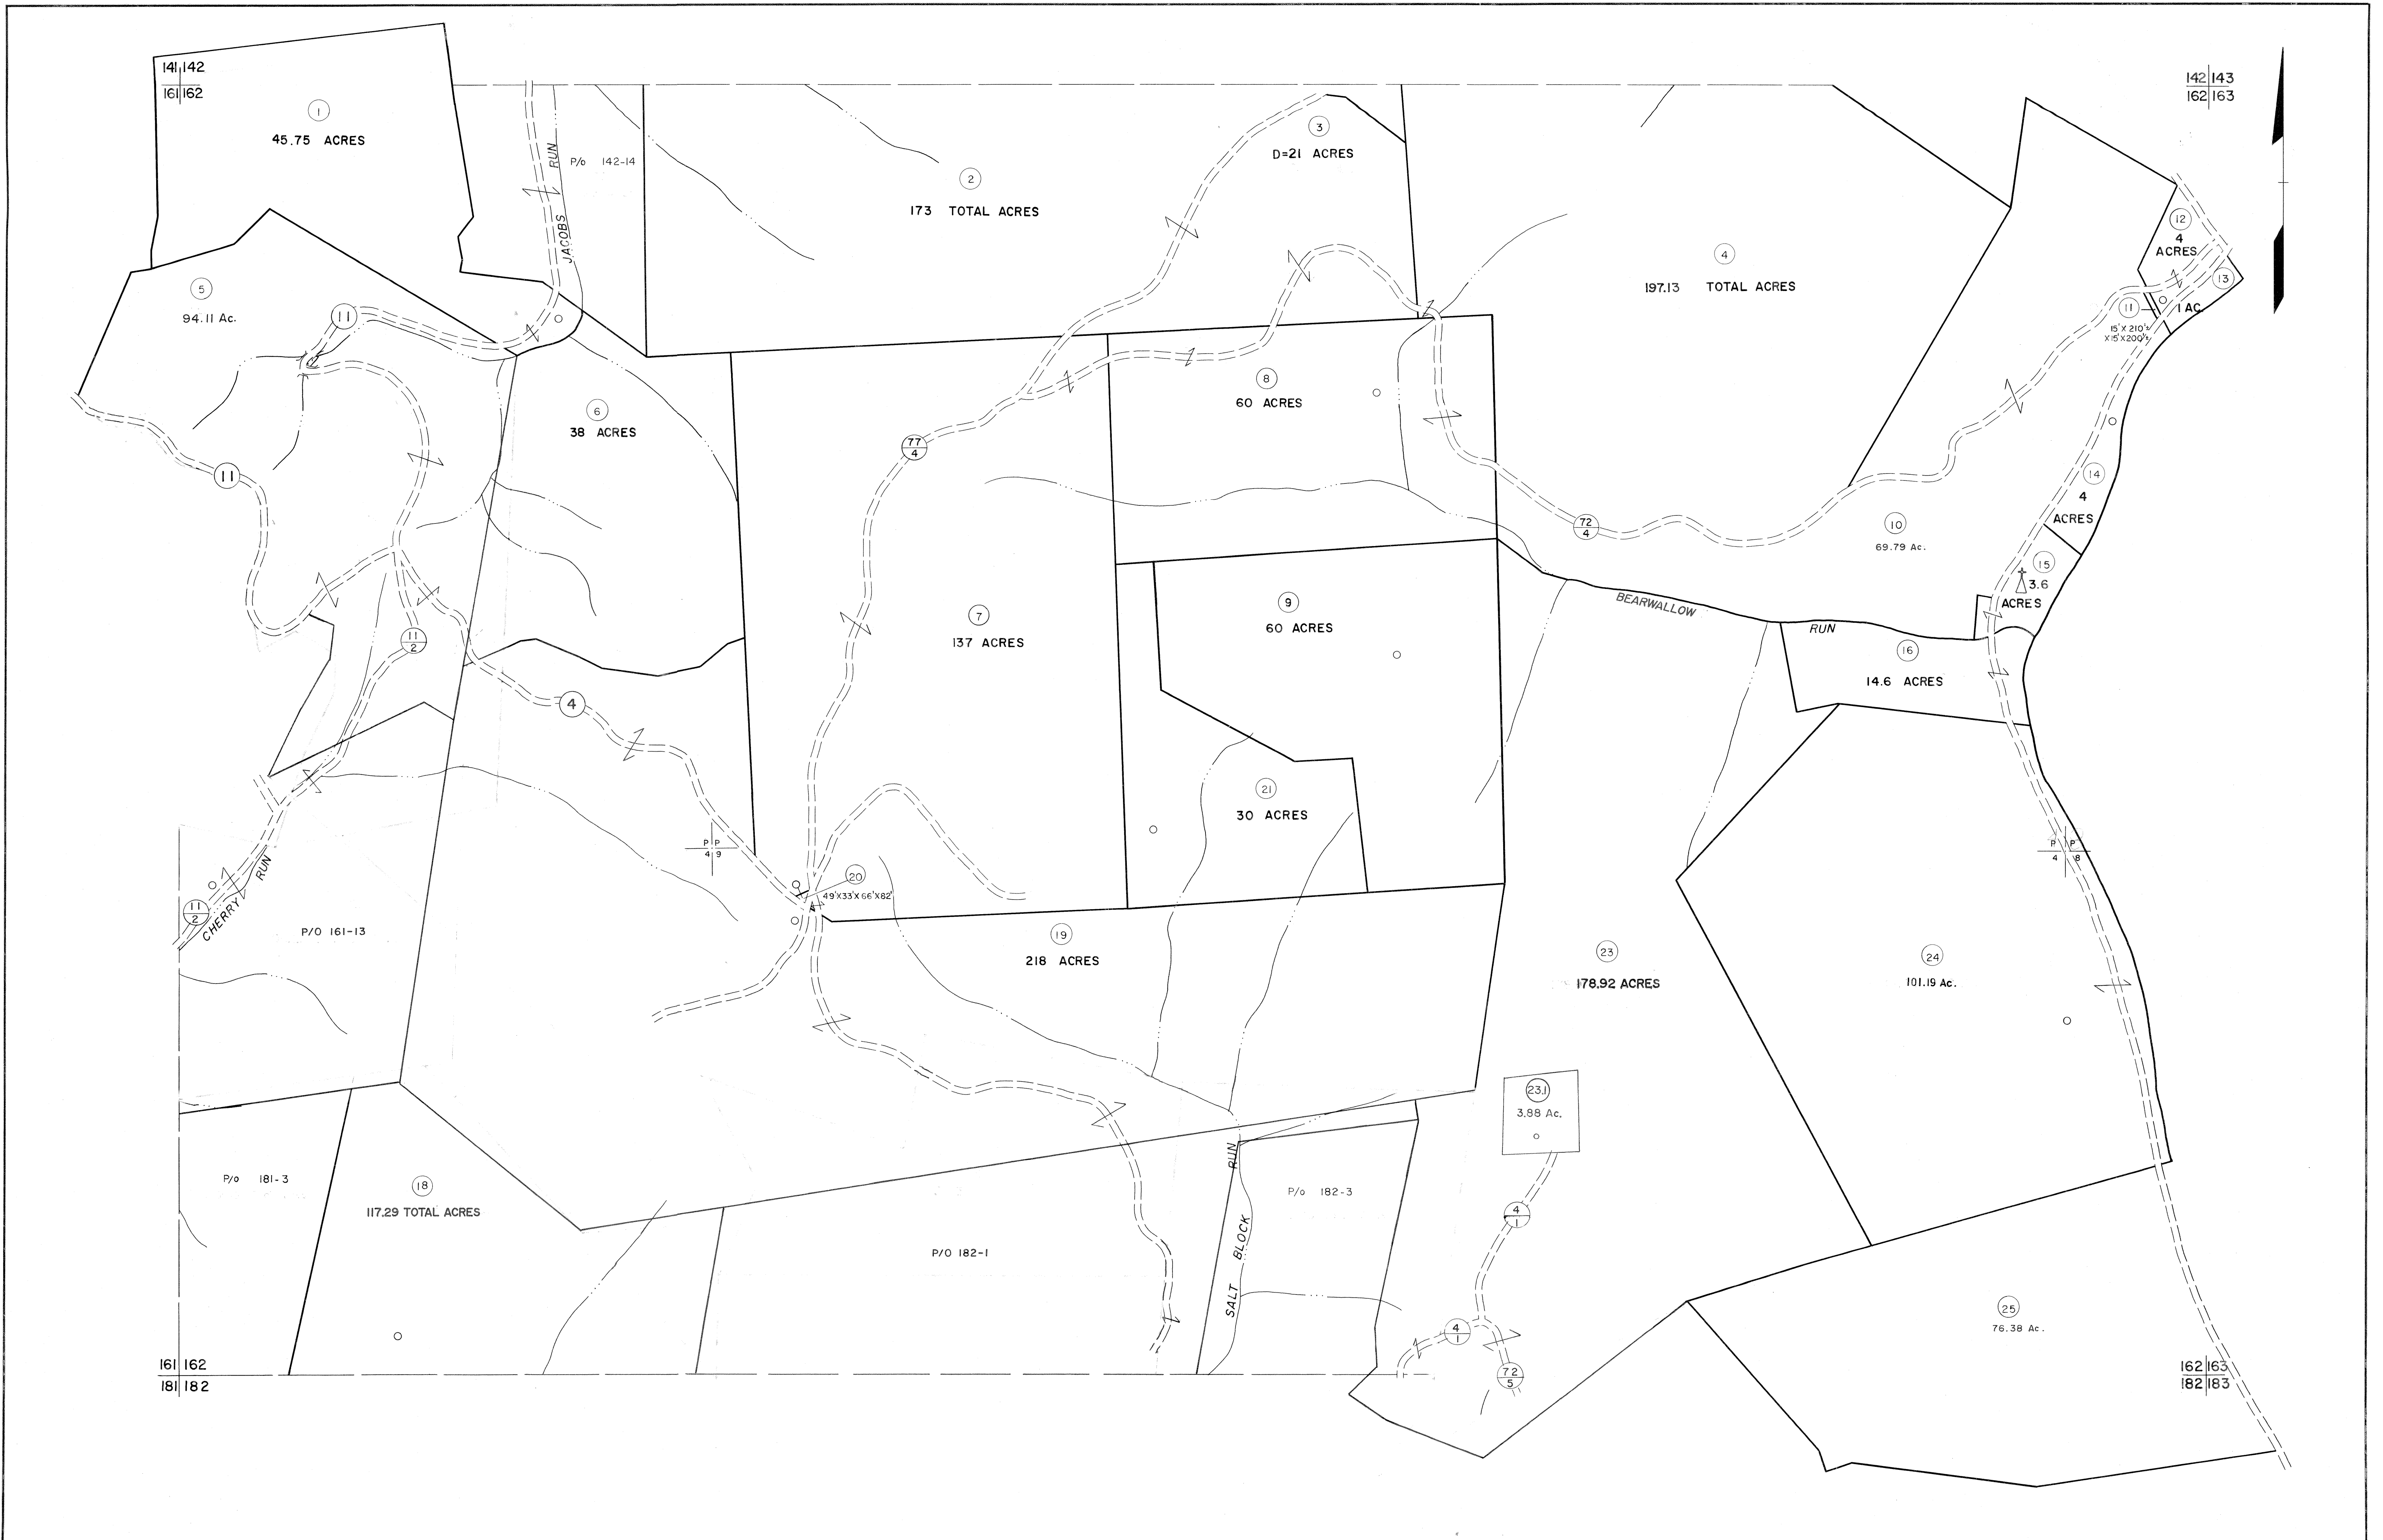 141 142
161 162
142 143
162 163
1
45.75 ACRES
JACOBS RUN
P/o 142-14
2
173 TOTAL ACRES
3
D=21 ACRES
4
197.13 TOTAL ACRES
12
4
ACRES
13
1 AC.
11
15' X 210'±
X15'X200'±
5
94.11 Ac.
11
11
6
38 ACRES
77
4
8
60 ACRES
14
4
ACRES
72
4
10
69.79 Ac.
15
3.6
ACRES
11
2
7
137 ACRES
9
60 ACRES
BEARWALLOW RUN
16
14.6 ACRES
4
21
30 ACRES
P P
4 9
P P
4 8
20
49'X33'X66'X82'
11
2
CHERRY RUN
P/O 161-13
19
218 ACRES
23
178.92 ACRES
24
101.19 Ac.
23.1
3.88 Ac.
P/o 181-3
18
117.29 TOTAL ACRES
P/O 182-1
SALT BLOCK RUN
P/o 182-3
4
1
4
1
72
5
25
76.38 Ac.
161 162
181 182
162 163
182 183